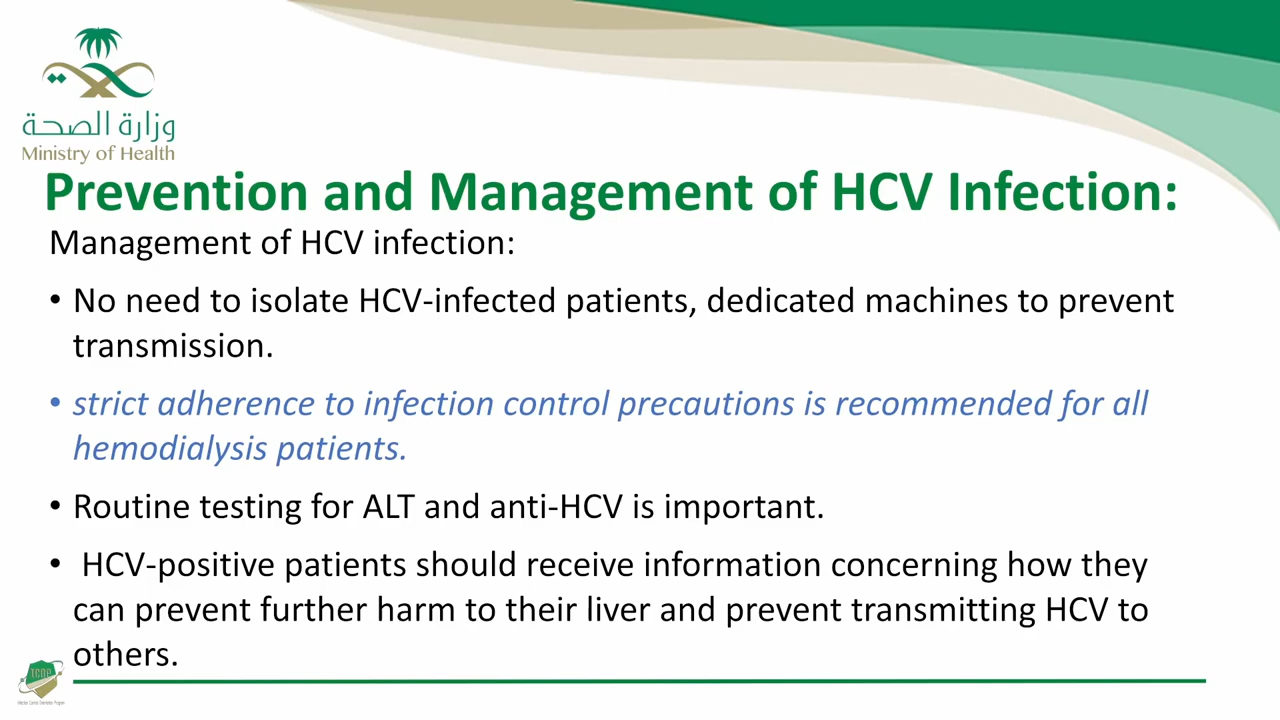 وزارة الصحة
Ministry of Health
Prevention and Management of HCV Infection:
Management of HCV infection:
• No need to isolate HCV-infected patients, dedicated machines to prevent
transmission.
• strict adherence to infection control precautions is recommended for all
hemodialysis patients.
• Routine testing for ALT and anti-HCV is important.
• HCV-positive patients should receive information concerning how they
can prevent further harm to their liver and prevent transmitting HCV to
others.